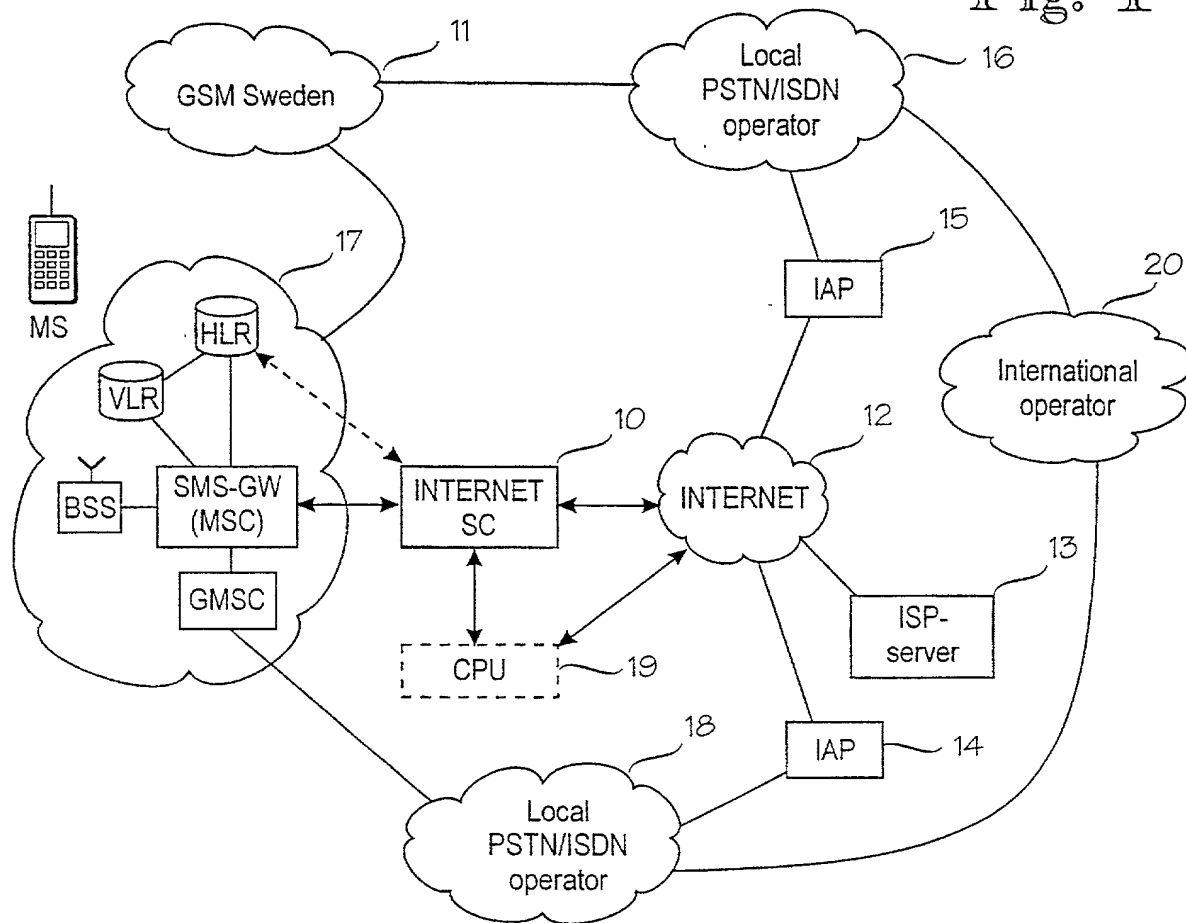 Fig. 1
11
GSM Sweden
Local
PSTN/ISDN
operator
16
MS
17
HLR
VLR
BSS
SMS-GW
(MSC)
GMSC
15
IAP
20
International
operator
10
INTERNET
SC
12
INTERNET
13
ISP-
server
CPU
19
18
Local
PSTN/ISDN
operator
IAP
14